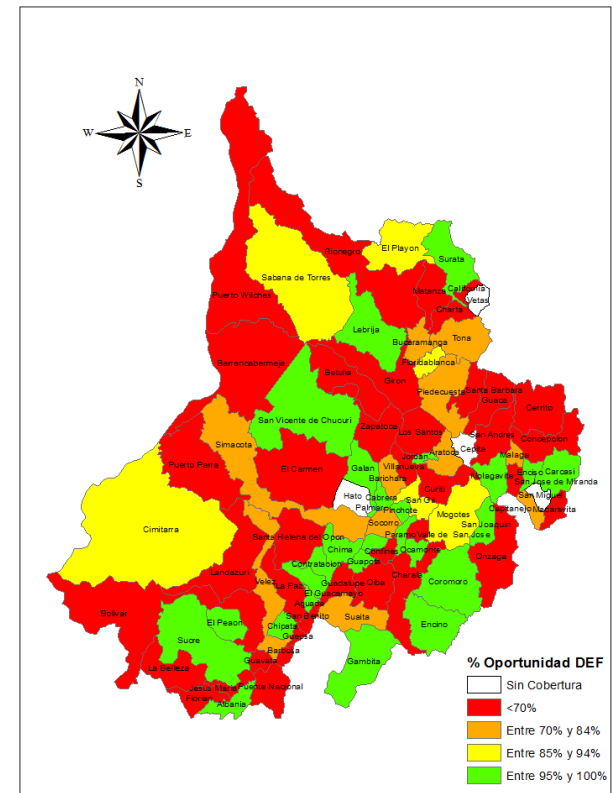 N
W E
S
El Playon
Rionegro
Surata
Sabana de Torres
California
Matanza
Vetas
Puerto Wilches
Charta
Lebrija
Tona
Bucaramanga
Barrancabermeja
Floridablanca
Betulia
Giron
Piedecuesta
Santa Barbara
Guaca
Cerrito
San Vicente de Chucuri
Zapatoca
Los Santos
San Andres
Concepcion
Simacota
Cepita
Aratoca
Malaga
Jordan
Puerto Parra
El Carmen
Galan
Villanueva
Enciso
Carcasi
Barichara
Molagavita
San Jose de Miranda
Curiti
Hato
Cabrera
San Gil
San Miguel
Palmar
Pinchote
Mogotes
Capitanejo
Macaravita
Cimitarra
Socorro
San Joaquin
Paramo
Valle de San Jose
Santa Helena del Opon
Chima
Confines
Ocamonte
Onzaga
Contratacion
Guapota
Landazuri
Charala
Velez
La Paz
Guadalupe
Oiba
Coromoro
El Guacamayo
Aguada
Bolivar
San Benito
Encino
El Peñon
Chipata
Suaita
Sucre
Guepsa
Barbosa
Guavata
Gambita
La Belleza
Jesus Maria
Puente Nacional
Florian
Albania
% Oportunidad DEF
Sin Cobertura
<70%
Entre 70% y 84%
Entre 85% y 94%
Entre 95% y 100%